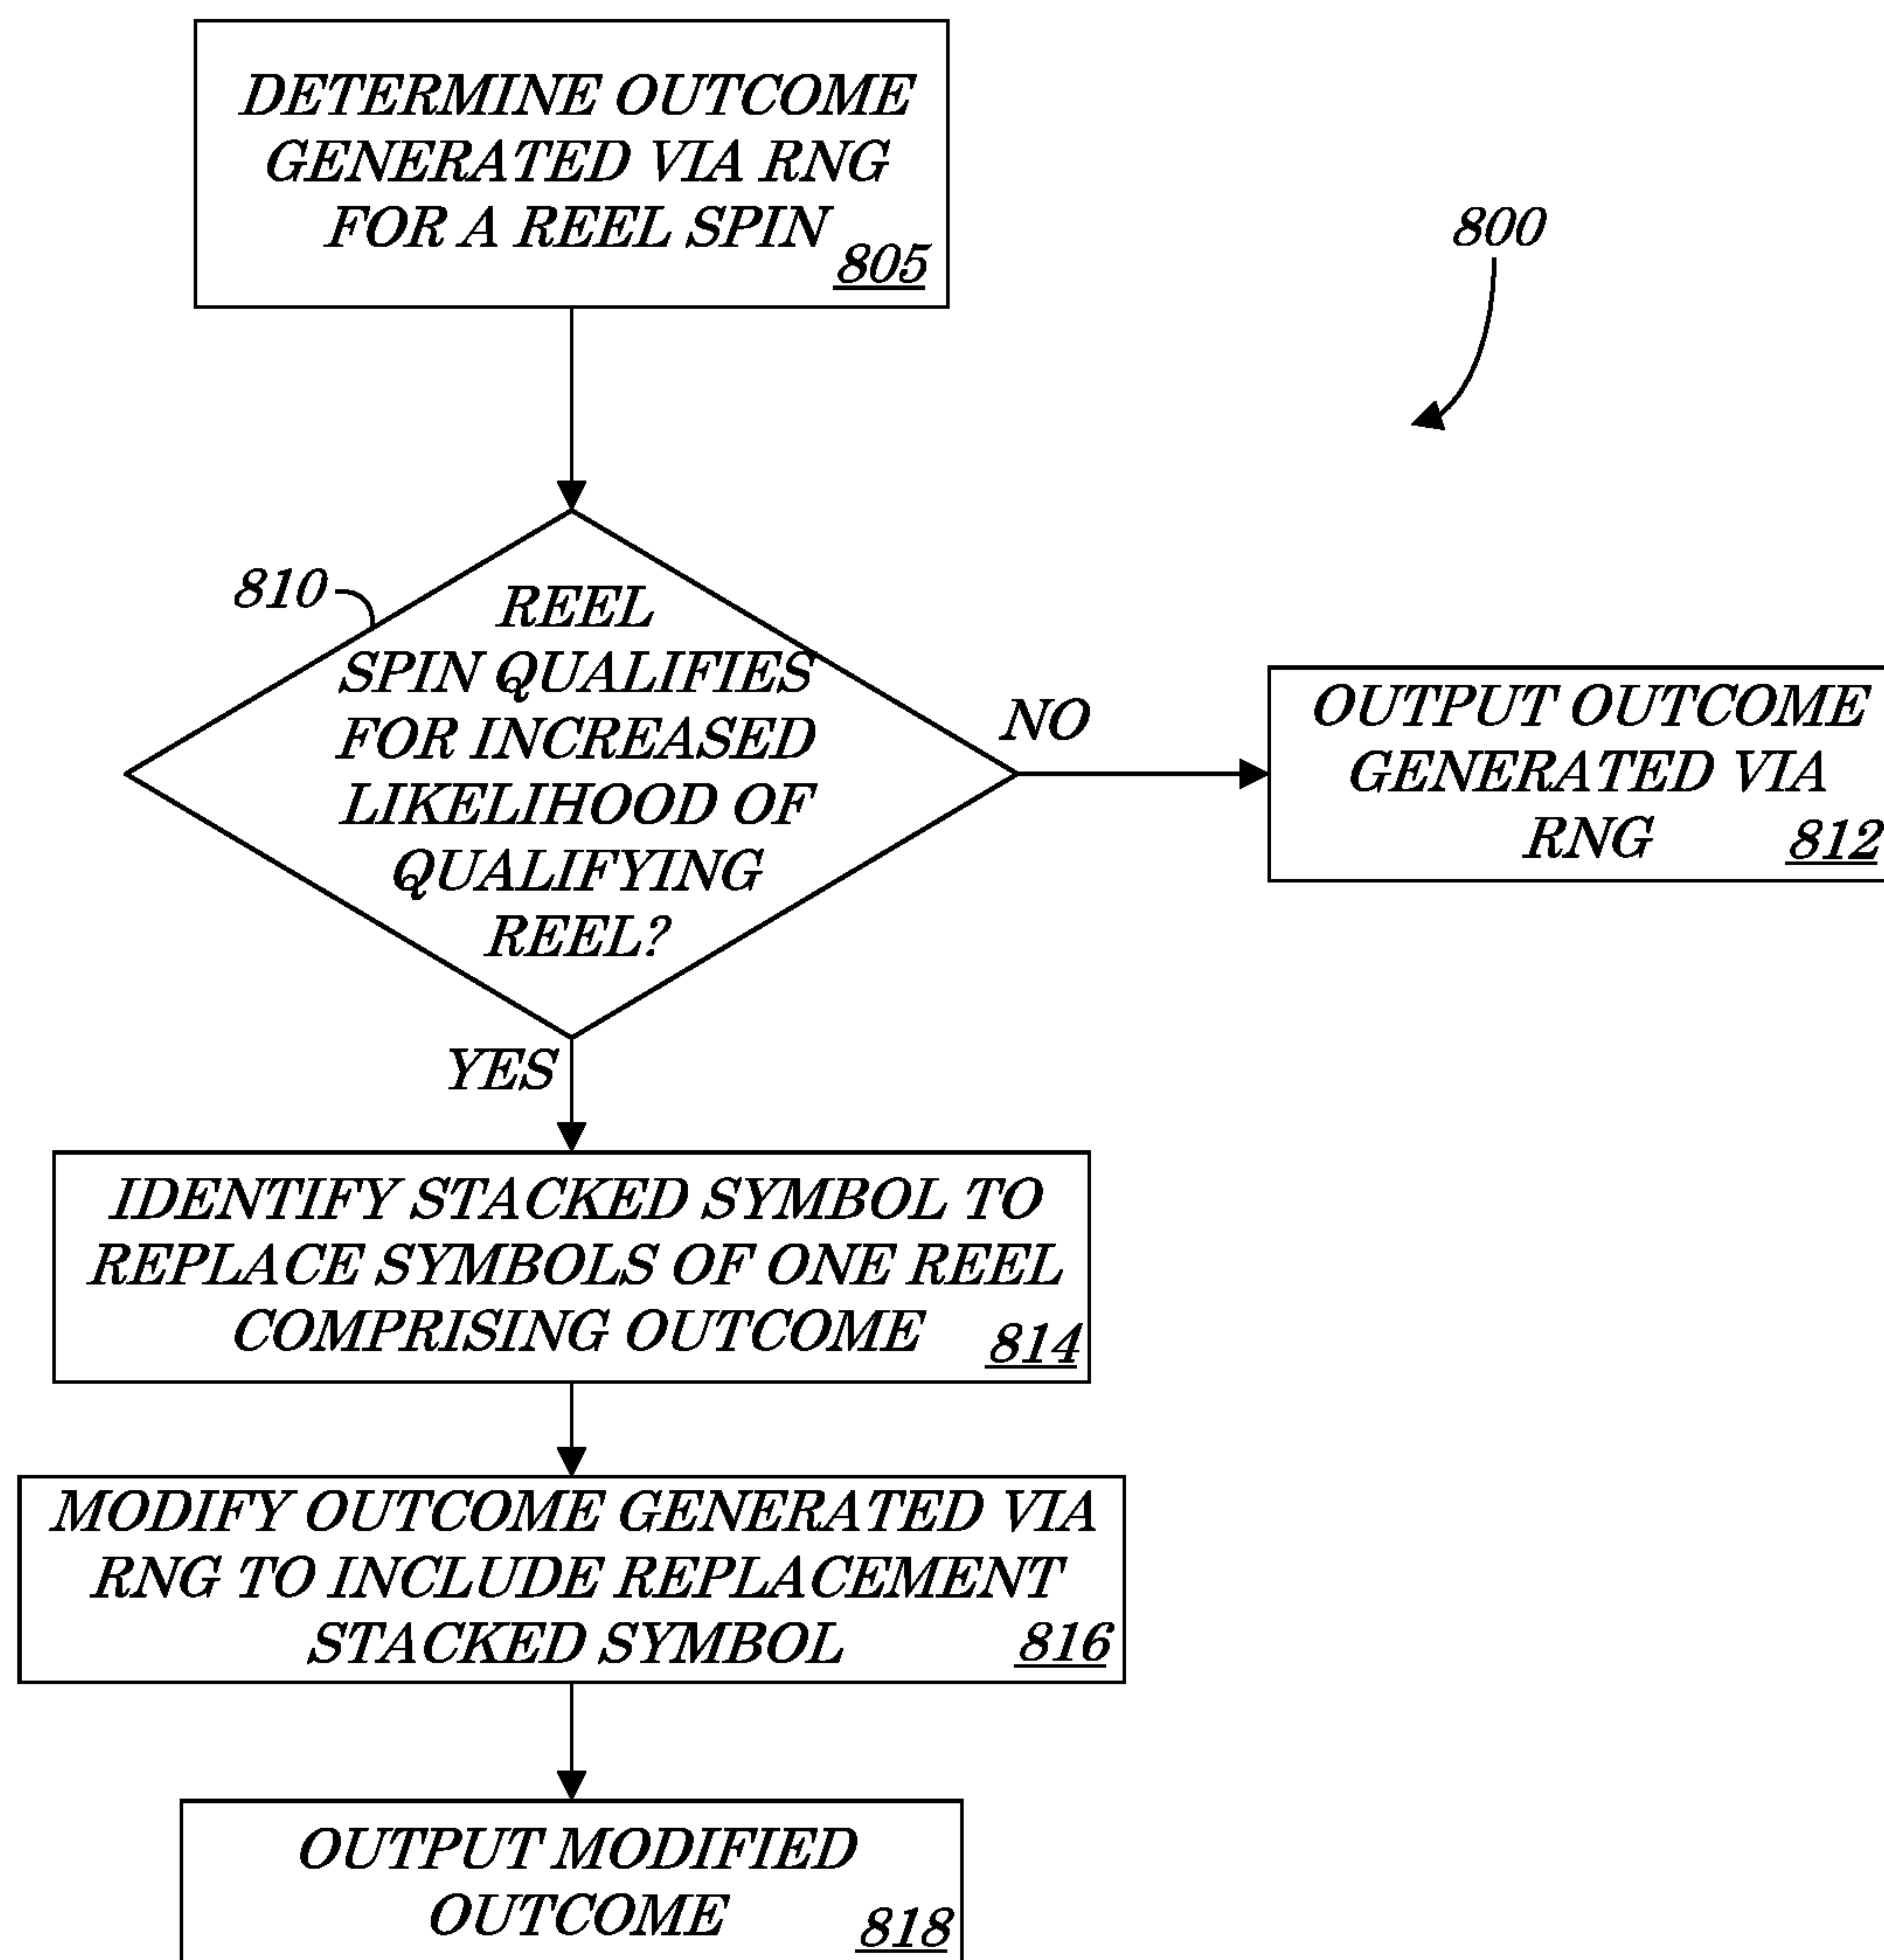 DETERMINE OUTCOME
GENERATED VIA RNG
FOR A REEL SPIN
805
800
810
REEL
SPIN QUALIFIES
FOR INCREASED
LIKELIHOOD OF
QUALIFYING
REEL?
NO
OUTPUT OUTCOME
GENERATED VIA
RNG 812
YES
IDENTIFY STACKED SYMBOL TO
REPLACE SYMBOLS OF ONE REEL
COMPRISING OUTCOME 814
MODIFY OUTCOME GENERATED VIA
RNG TO INCLUDE REPLACEMENT
STACKED SYMBOL 816
OUTPUT MODIFIED
OUTCOME 818